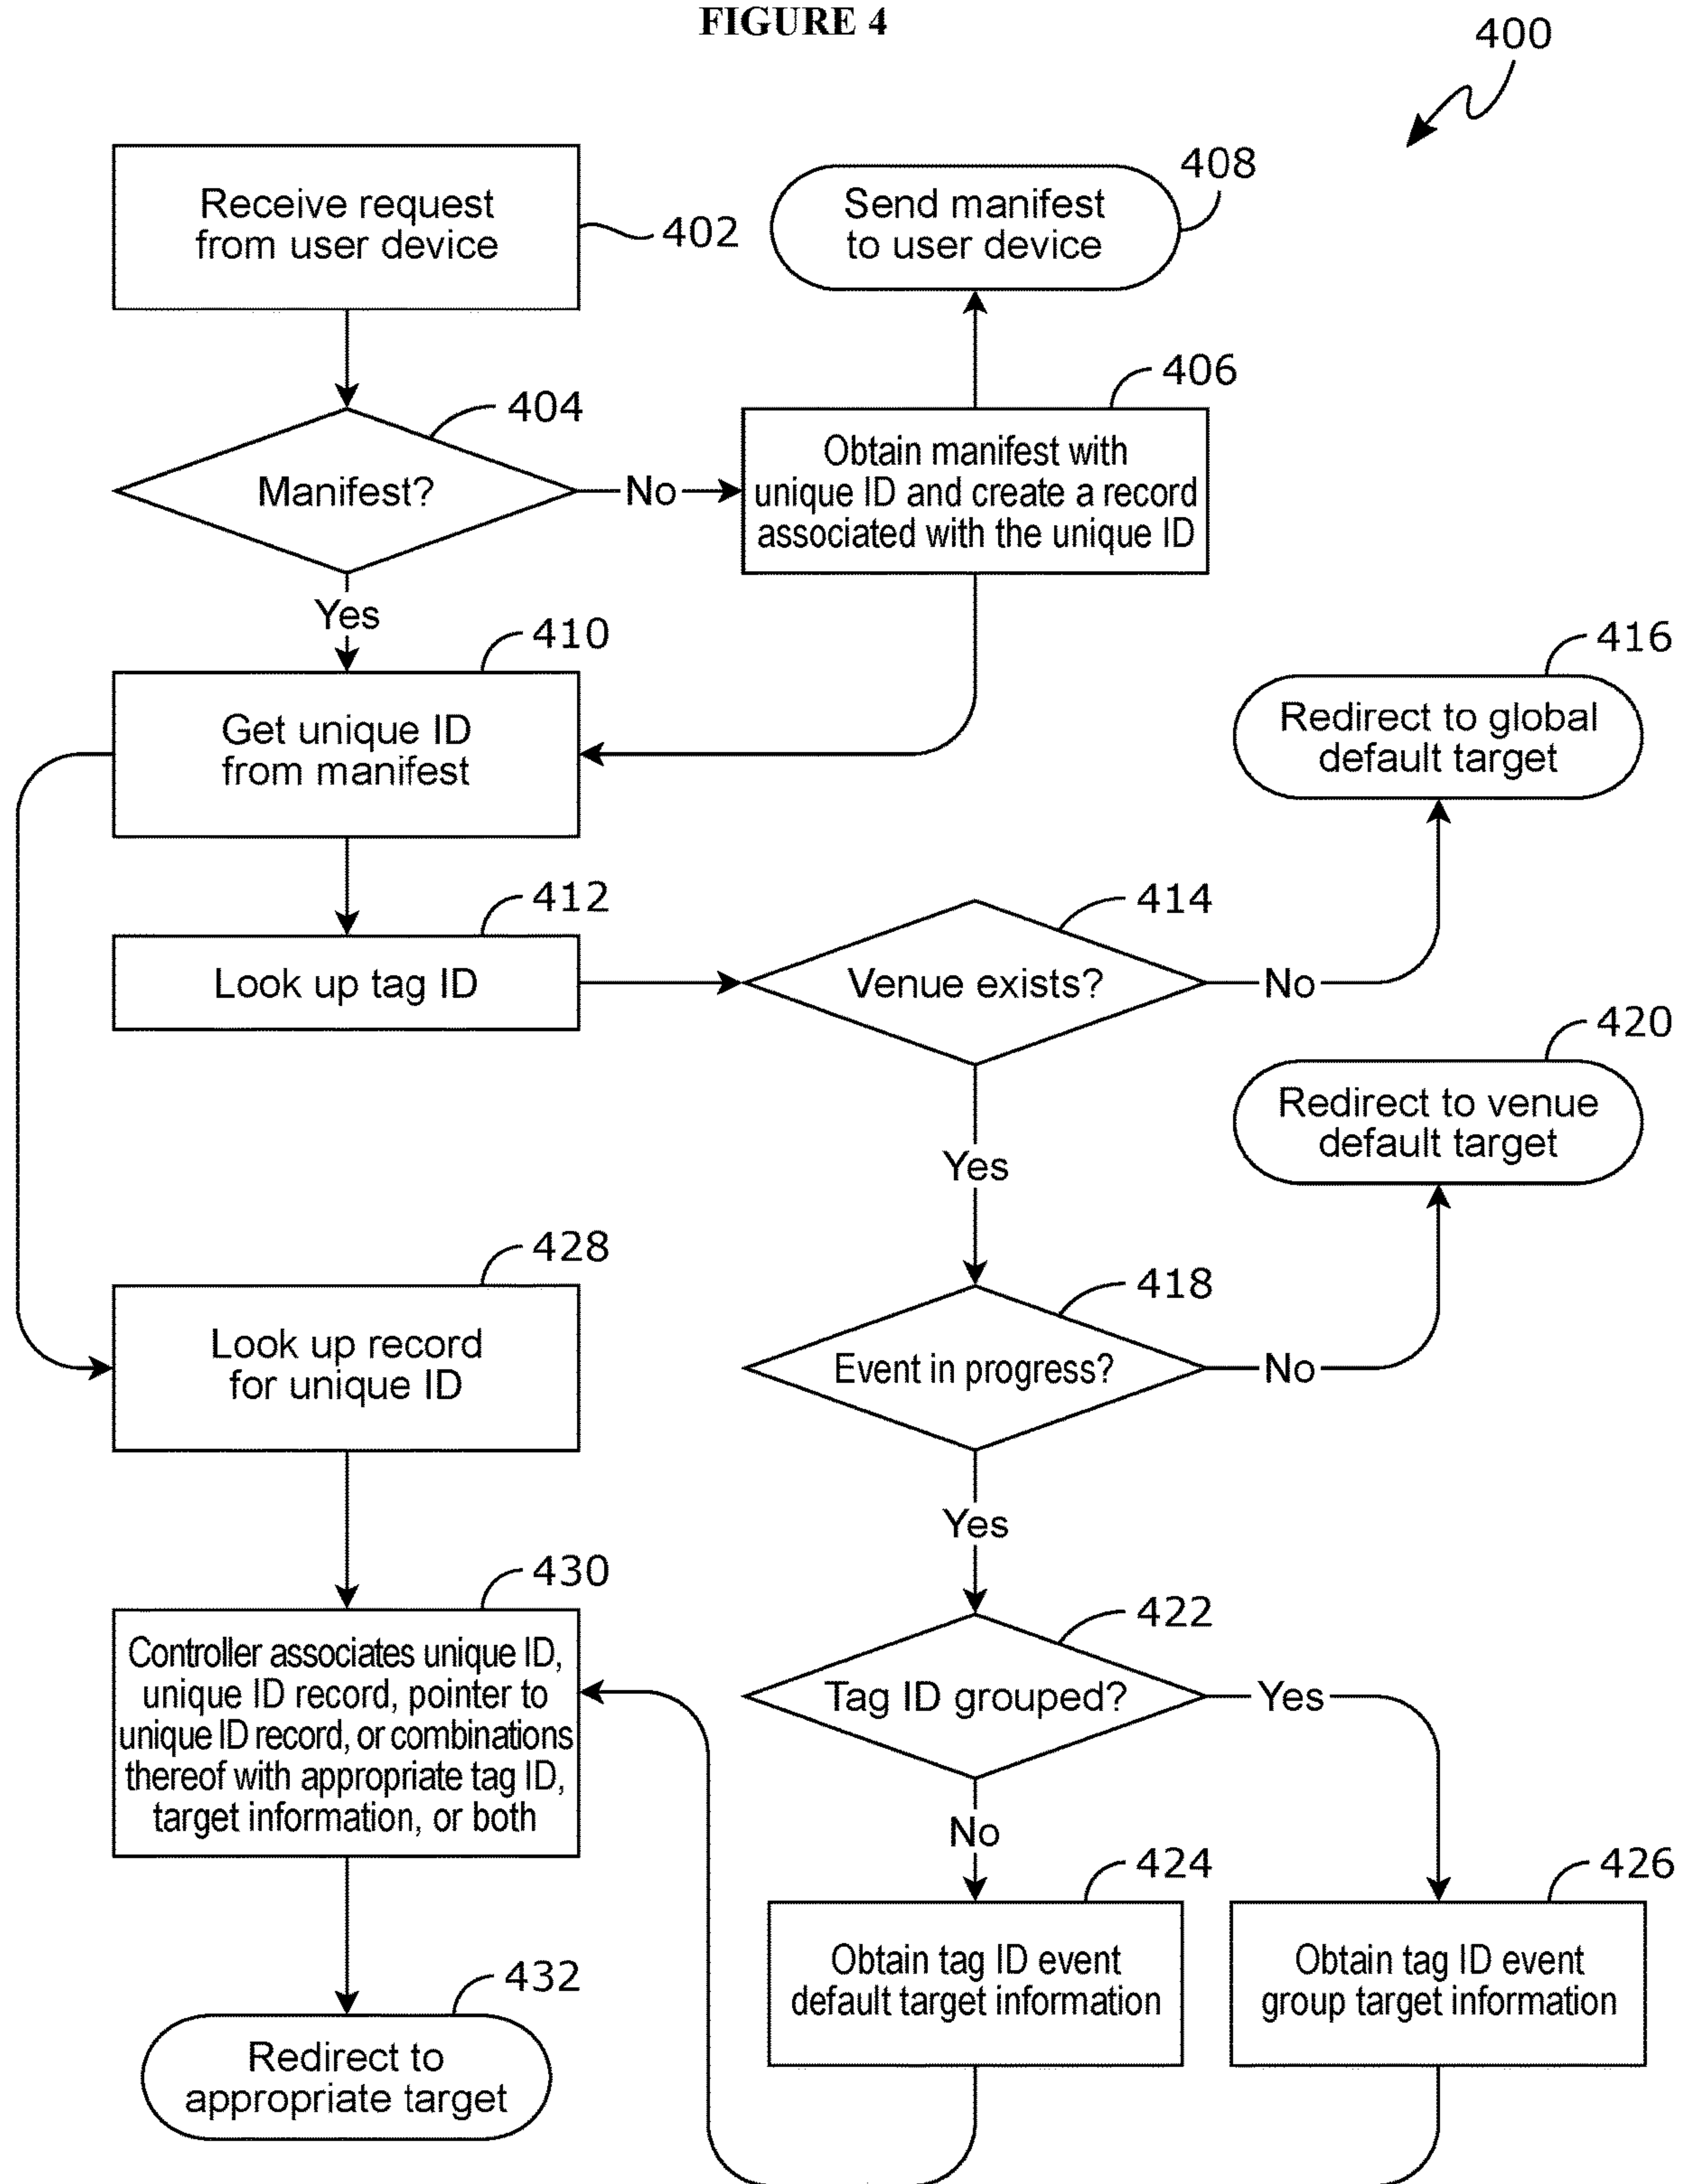 FIGURE 4
400
Receive request
from user device
402
Send manifest
to user device
408
404
Manifest?
No
406
Obtain manifest with
unique ID and create a record
associated with the unique ID
Yes
410
Get unique ID
from manifest
416
Redirect to global
default target
412
Look up tag ID
414
Venue exists?
No
420
Redirect to venue
default target
Yes
428
Look up record
for unique ID
418
Event in progress?
No
Yes
430
Controller associates unique ID,
unique ID record, pointer to
unique ID record, or combinations
thereof with appropriate tag ID,
target information, or both
422
Tag ID grouped?
Yes
No
424
Obtain tag ID event
default target information
426
Obtain tag ID event
group target information
432
Redirect to
appropriate target